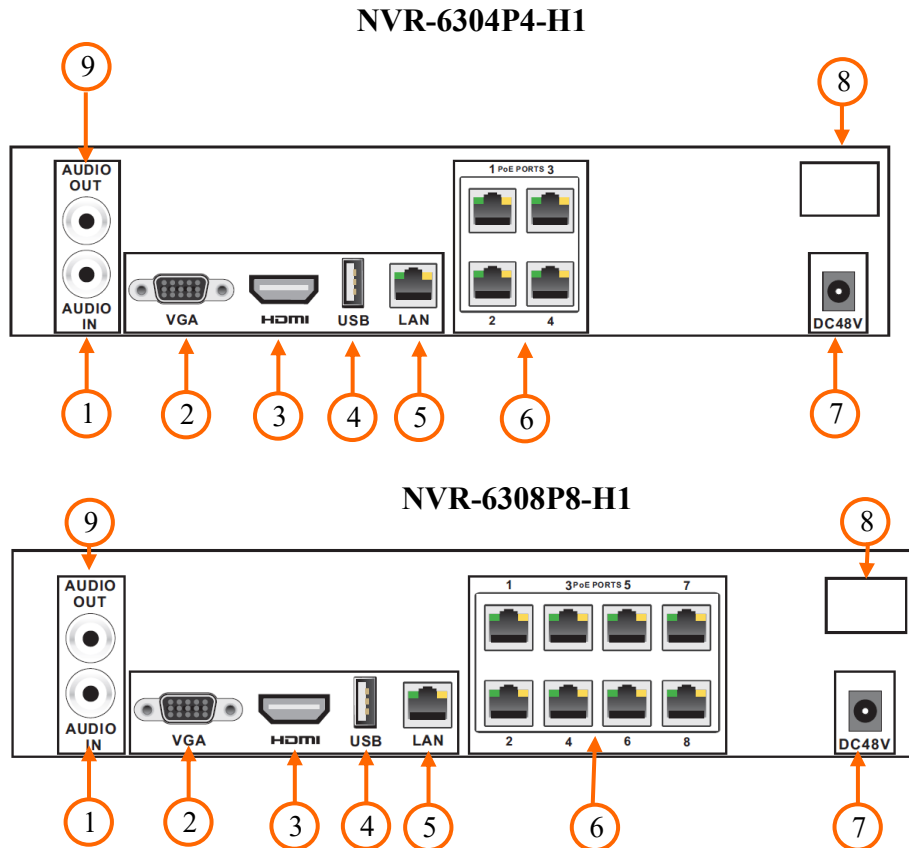 NVR-6304P4-H1
9
8
AUDIO
OUT
1 PoE PORTS 3
AUDIO
IN
VGA
HDMI
USB
LAN
2 4
DC48V
1 2 3 4 5 6 7
NVR-6308P8-H1
9
8
AUDIO
OUT
1 3 PoE PORTS 5 7
AUDIO
IN
VGA
HDMI
USB
LAN
2 4 6 8
DC48V
1 2 3 4 5 6 7